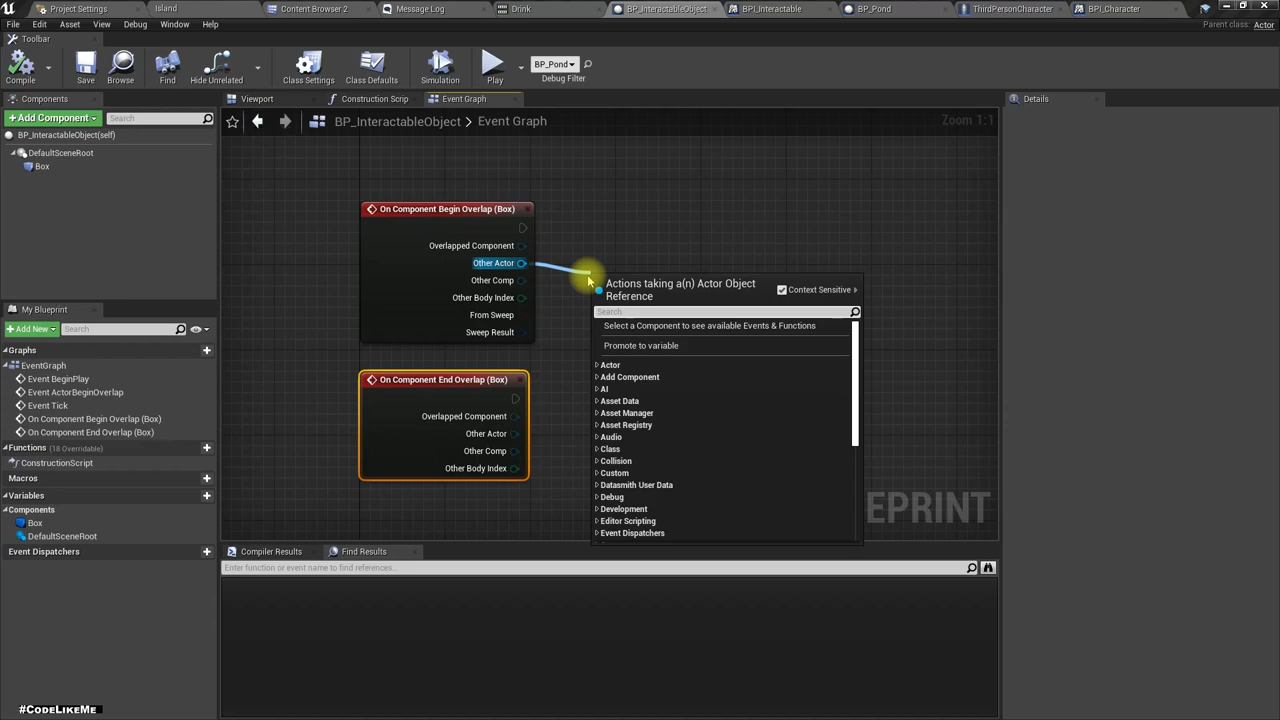 Project Settings
Island
Content Browser 2
Message Log
Drink
BP_InteractableObject
BPI_Interactable
BP_Pond
ThirdPersonCharacter
BPI_Character
File Edit Asset View Debug Window Help
Parent class: Actor
Toolbar
Compile
Save
Browse
Find
Hide Unrelated
Class Settings
Class Defaults
Simulation
Play
BP_Pond
Debug Filter
Components
+Add Component
Search
BP_InteractableObject(self)
DefaultSceneRoot
Box
My Blueprint
+Add New
Search
Graphs
EventGraph
Event BeginPlay
Event ActorBeginOverlap
Event Tick
On Component Begin Overlap (Box)
On Component End Overlap (Box)
Functions (18 Overridable)
ConstructionScript
Macros
Variables
Components
Box
DefaultSceneRoot
Event Dispatchers
Viewport
Construction Scrip
Event Graph
BP_InteractableObject > Event Graph
Zoom 1:1
On Component Begin Overlap (Box)
Overlapped Component
Other Actor
Other Comp
Other Body Index
From Sweep
Sweep Result
On Component End Overlap (Box)
Overlapped Component
Other Actor
Other Comp
Other Body Index
Actions taking a(n) Actor Object
Reference
Context Sensitive
Search
Select a Component to see available Events & Functions
Promote to variable
Actor
Add Component
AI
Asset Data
Asset Manager
Asset Registry
Audio
Class
Collision
Custom
Datasmith User Data
Debug
Development
Editor Scripting
Event Dispatchers
EPRINT
Compiler Results
Find Results
Enter function or event name to find references...
Details
#CodeLikeMe